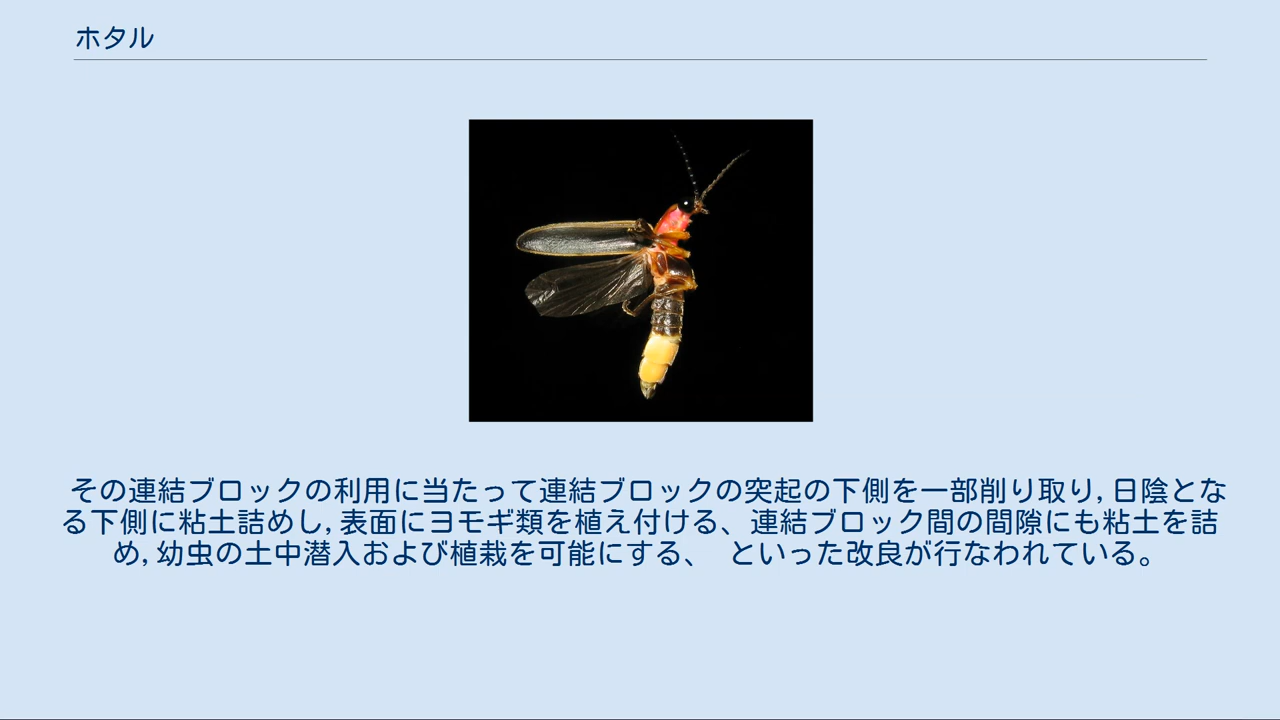 ホタル
その連結ブロックの利用に当たって連結ブロックの突起の下側を一部削り取り, 日陰とな
る下側に粘土詰めし, 表面にヨモギ類を植え付ける、連結ブロック間の間隙にも粘土を詰
め, 幼虫の土中潜入および植栽を可能にする、 といった改良が行なわれている。